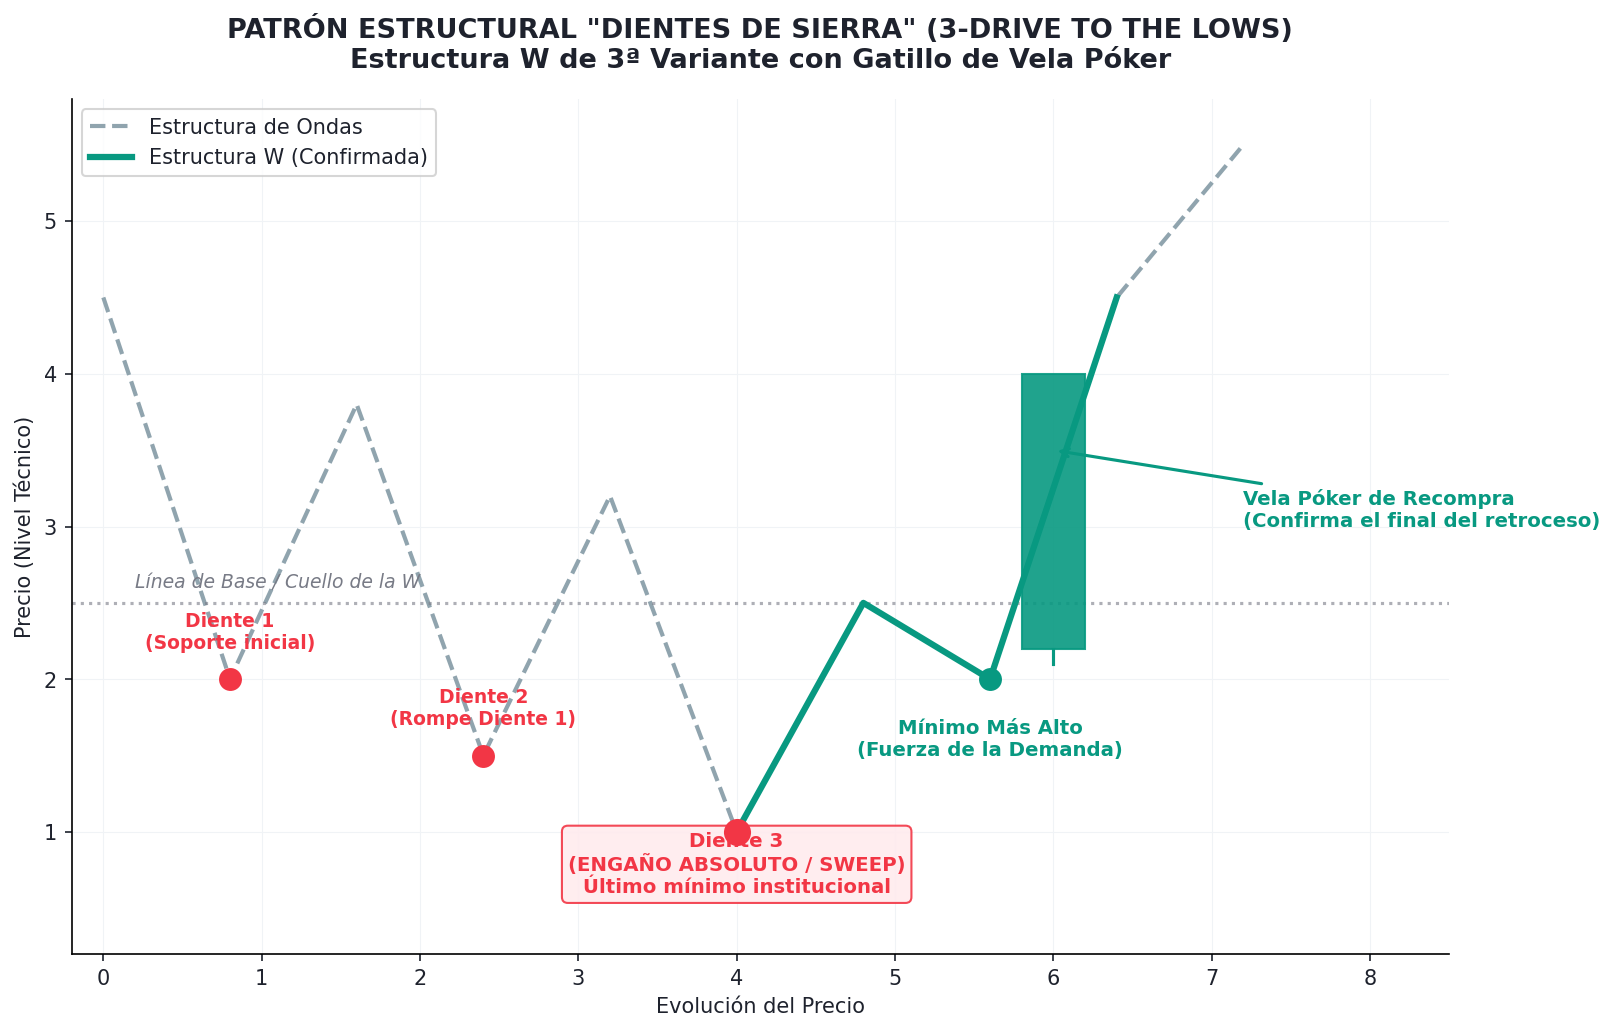 PATRÓN ESTRUCTURAL "DIENTES DE SIERRA" (3-DRIVE TO THE LOWS)
Estructura W de 3ª Variante con Gatillo de Vela Póker
Estructura de Ondas
Estructura W (Confirmada)
Precio (Nivel Técnico)
5
4
3
2
1
Línea de Base / Cuello de la W
Diente 1
(Soporte inicial)
Diente 2
(Rompe Diente 1)
Diente 3
(ENGAÑO ABSOLUTO / SWEEP)
Último mínimo institucional
Mínimo Más Alto
(Fuerza de la Demanda)
Vela Póker de Recompra
(Confirma el final del retroceso)
0 1 2 3 4 5 6 7 8
Evolución del Precio